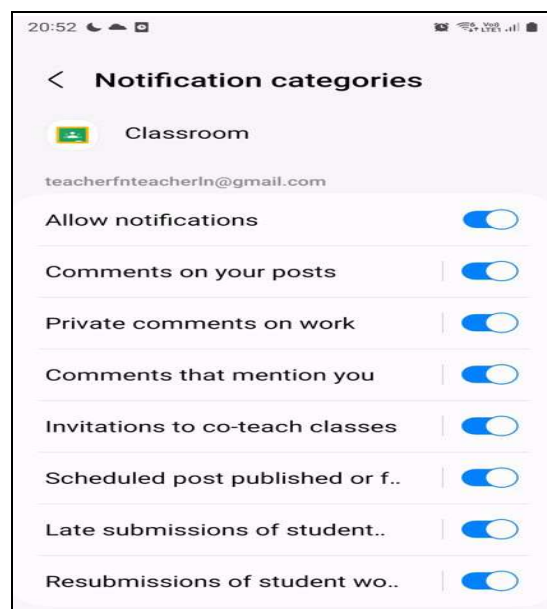 20:52
Notification categories
Classroom
teacherfnteacherln@gmail.com
Allow notifications
Comments on your posts
Private comments on work
Comments that mention you
Invitations to co-teach classes
Scheduled post published or f..
Late submissions of student..
Resubmissions of student wo..